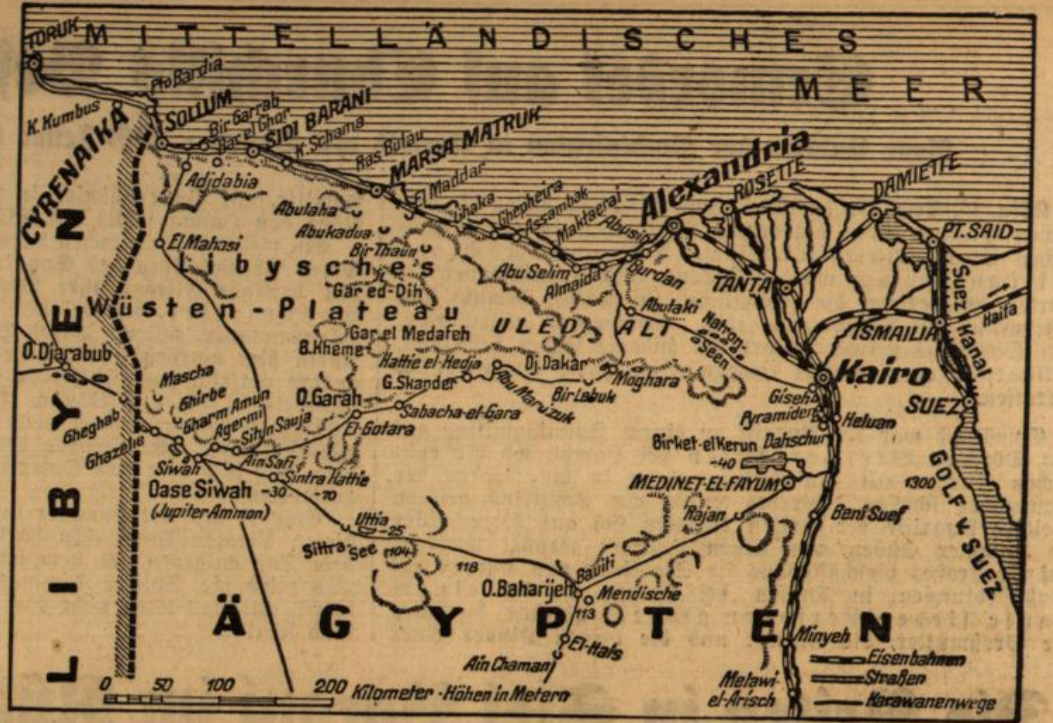 MITTELLÄNDISCHES
MEER
TOBRUK
Pto Bardia
K. Kumbus
CYRENAIKA
SOLLUM
Bir Garrab
Bar el Ghor
SIDI BARANI
K. Schama
Ras Bulau
MARSA MATRUK
El Maddar
Ghaka
Ghepheira
Assambak
Maktaerai
Abusir
Alexandria
ROSETTE
DAMIETTE
PT. SAID
Adjdabia
Abulaha
Abukadua
Bir Thaun
El Mahasi
Libysches
Wüsten-Plateau
Gar ed-Dih
Abu Selim
Almaida
Burdan
TANTA
Suez Kanal
Haifa
Abutaki
Natron-
Seen
ULED ALI
ISMAILIA
Gar el Medafeh
B. Kheme
Hattie el-Hedja
Dj. Dakar
Moghara
G. Skander
Abu Maruzuk
Bir Lebuk
Kairo
SUEZ
O. Djarabub
Mascha
Ghirbe
Gharm Amun
Agermi
Sihin Sauja
O. Garah
Sabacha-el-Gara
El-Gotara
Giseh
Pyramiden
Heluan
Dahschur
Birket-el Kerun
-40
Gheghab
Ghazalie
Siwah
Ain Safi
Oase Siwah
(Jupiter Ammon)
-30
Sintra Hattie
-70
MEDINET-EL-FAYUM
1300
GOLF v. SUEZ
Rajan
Beni Suef
Uttia
-25
Sittra-See
(104)
118
Bauiti
O. Baharijeh
Mendische
113
LIBYEN
ÄGYPTEN
El-Hafs
Ain Chaman
Minyeh
Melawi-
el-Arisch
Eisenbahnen
Straßen
Karawanenwege
0 50 100 200
Kilometer - Höhen in Metern